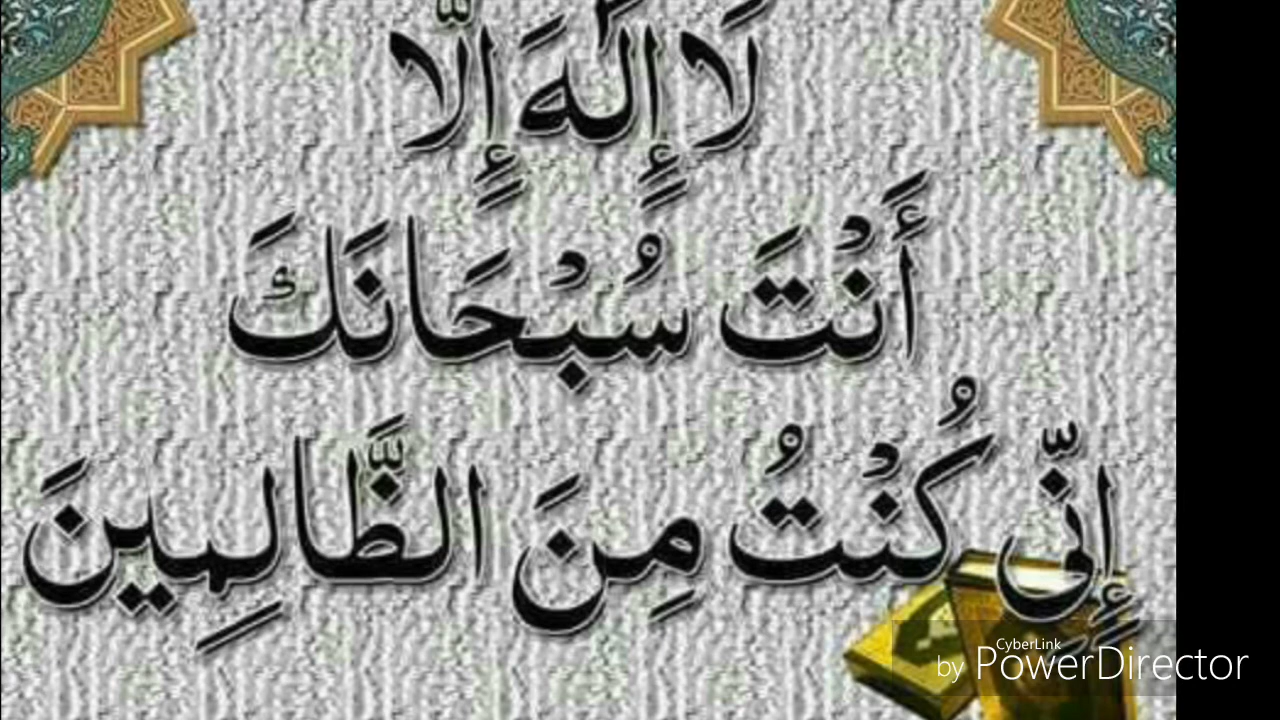 لَا إِلٰهَ إِلَّا
أَنْتَ سُبْحَانَكَ
إِنِّي كُنْتُ مِنَ الظَّالِمِينَ
CyberLink
by PowerDirector